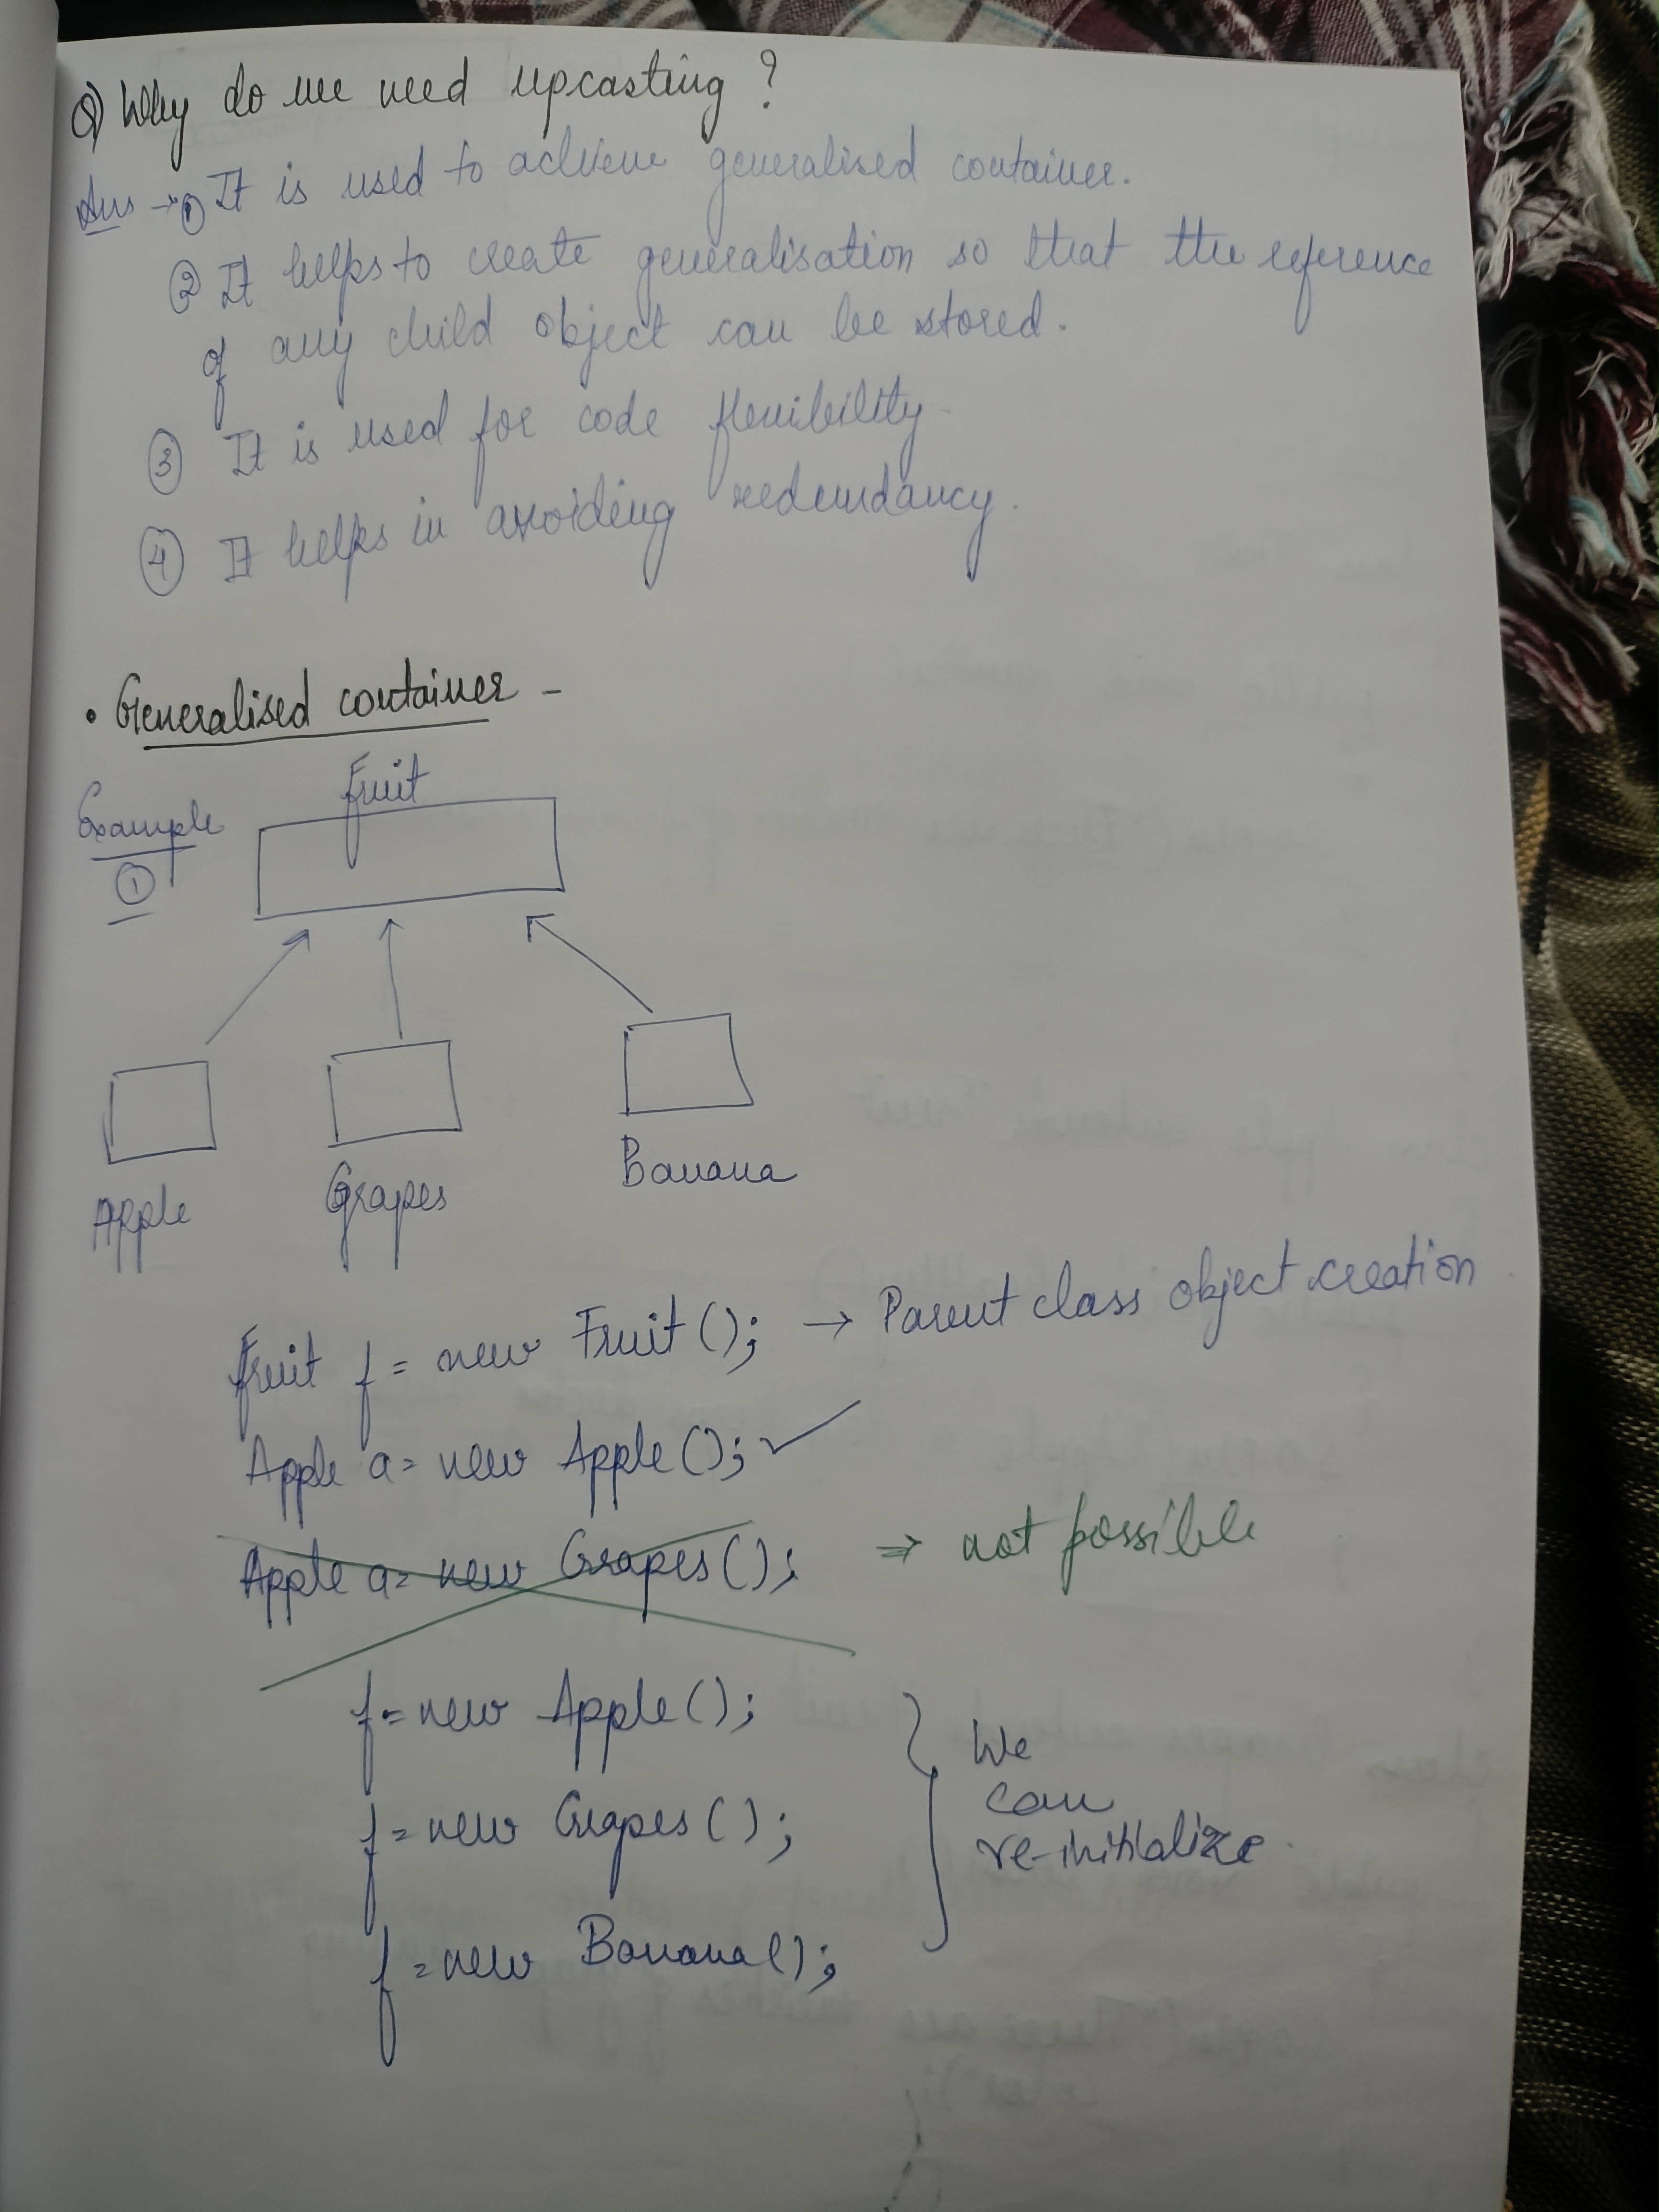 Q) Why do we need upcasting ?
Ans → ① It is used to achieve generalised container.
② It helps to create generalisation so that the reference
of any child object can be stored.
③ It is used for code flexibility.
④ It helps in avoiding redundancy.
• Generalised container -
Example
①
Fruit
Apple
Grapes
Banana
Fruit f = new Fruit(); → Parent class object creation
Apple a = new Apple(); ✓
Apple a = new Grapes(); ⇒ not possible
f = new Apple();
f = new Grapes();
f = new Banana();
We
can
re-initialize.